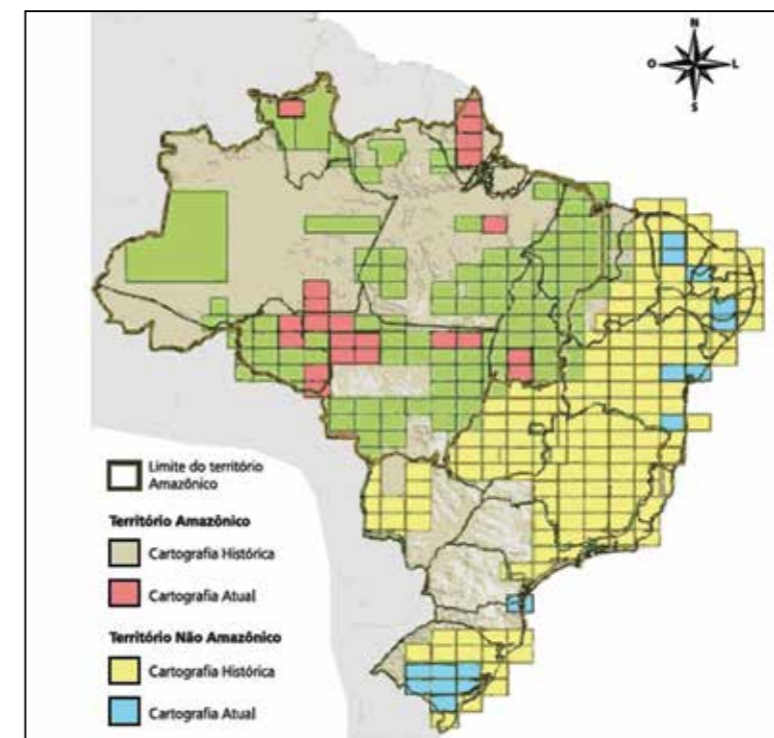 N
O
L
S
Limite do território
Amazônico
Território Amazônico
Cartografia Histórica
Cartografia Atual
Território Não Amazônico
Cartografia Histórica
Cartografia Atual